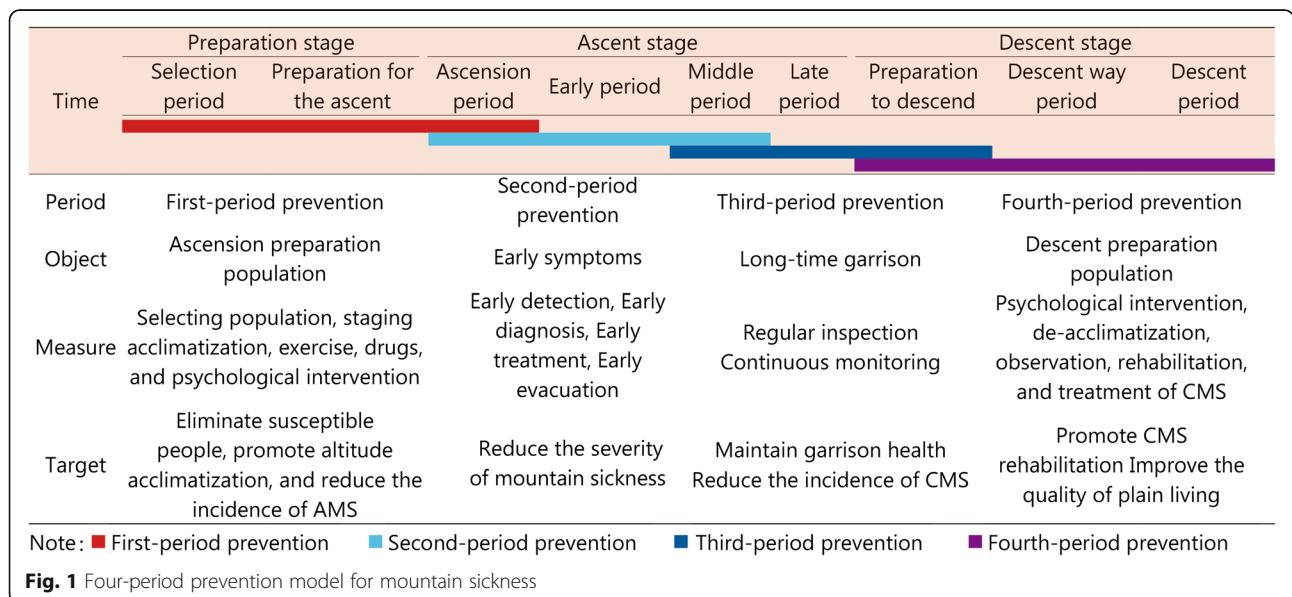 Preparation stage Ascent stage Descent stage
Time Selection period Preparation for the ascent Ascension period Early period Middle period Late period Preparation to descend Descent way period Descent period
Period First-period prevention Second-period prevention Third-period prevention Fourth-period prevention
Object Ascension preparation population Early symptoms Long-time garrison Descent preparation population
Measure Selecting population, staging acclimatization, exercise, drugs, and psychological intervention Early detection, Early diagnosis, Early treatment, Early evacuation Regular inspection Continuous monitoring Psychological intervention, de-acclimatization, observation, rehabilitation, and treatment of CMS
Target Eliminate susceptible people, promote altitude acclimatization, and reduce the incidence of AMS Reduce the severity of mountain sickness Maintain garrison health Reduce the incidence of CMS Promote CMS rehabilitation Improve the quality of plain living
Note: First-period prevention Second-period prevention Third-period prevention Fourth-period prevention
Fig. 1 Four-period prevention model for mountain sickness